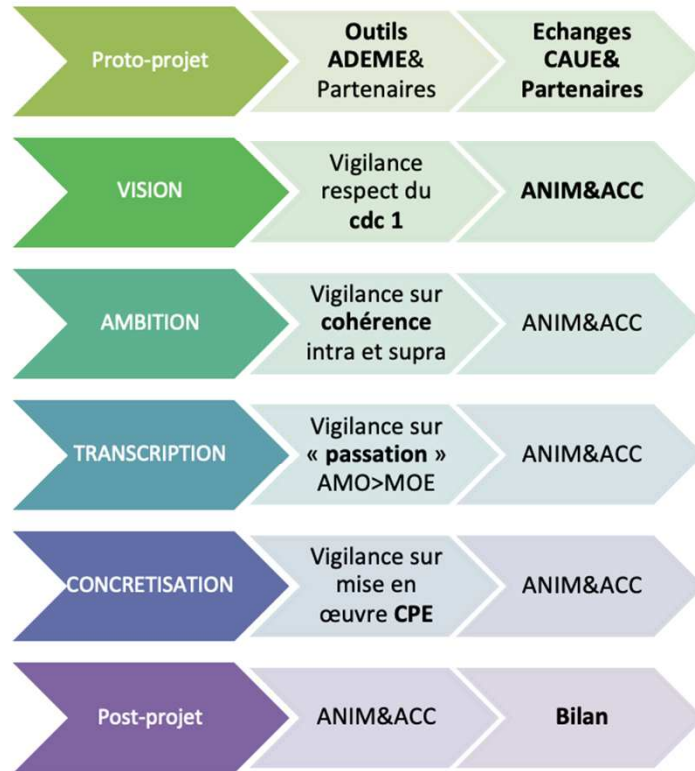 Proto-projet
Outils
ADEME&
Partenaires
Echanges
CAUE&
Partenaires
VISION
Vigilance
respect du
cdc 1
ANIM&ACC
AMBITION
Vigilance sur
cohérence
intra et supra
ANIM&ACC
TRANSCRIPTION
Vigilance sur
« passation »
AMO>MOE
ANIM&ACC
CONCRETISATION
Vigilance sur
mise en
œuvre CPE
ANIM&ACC
Post-projet
ANIM&ACC
Bilan